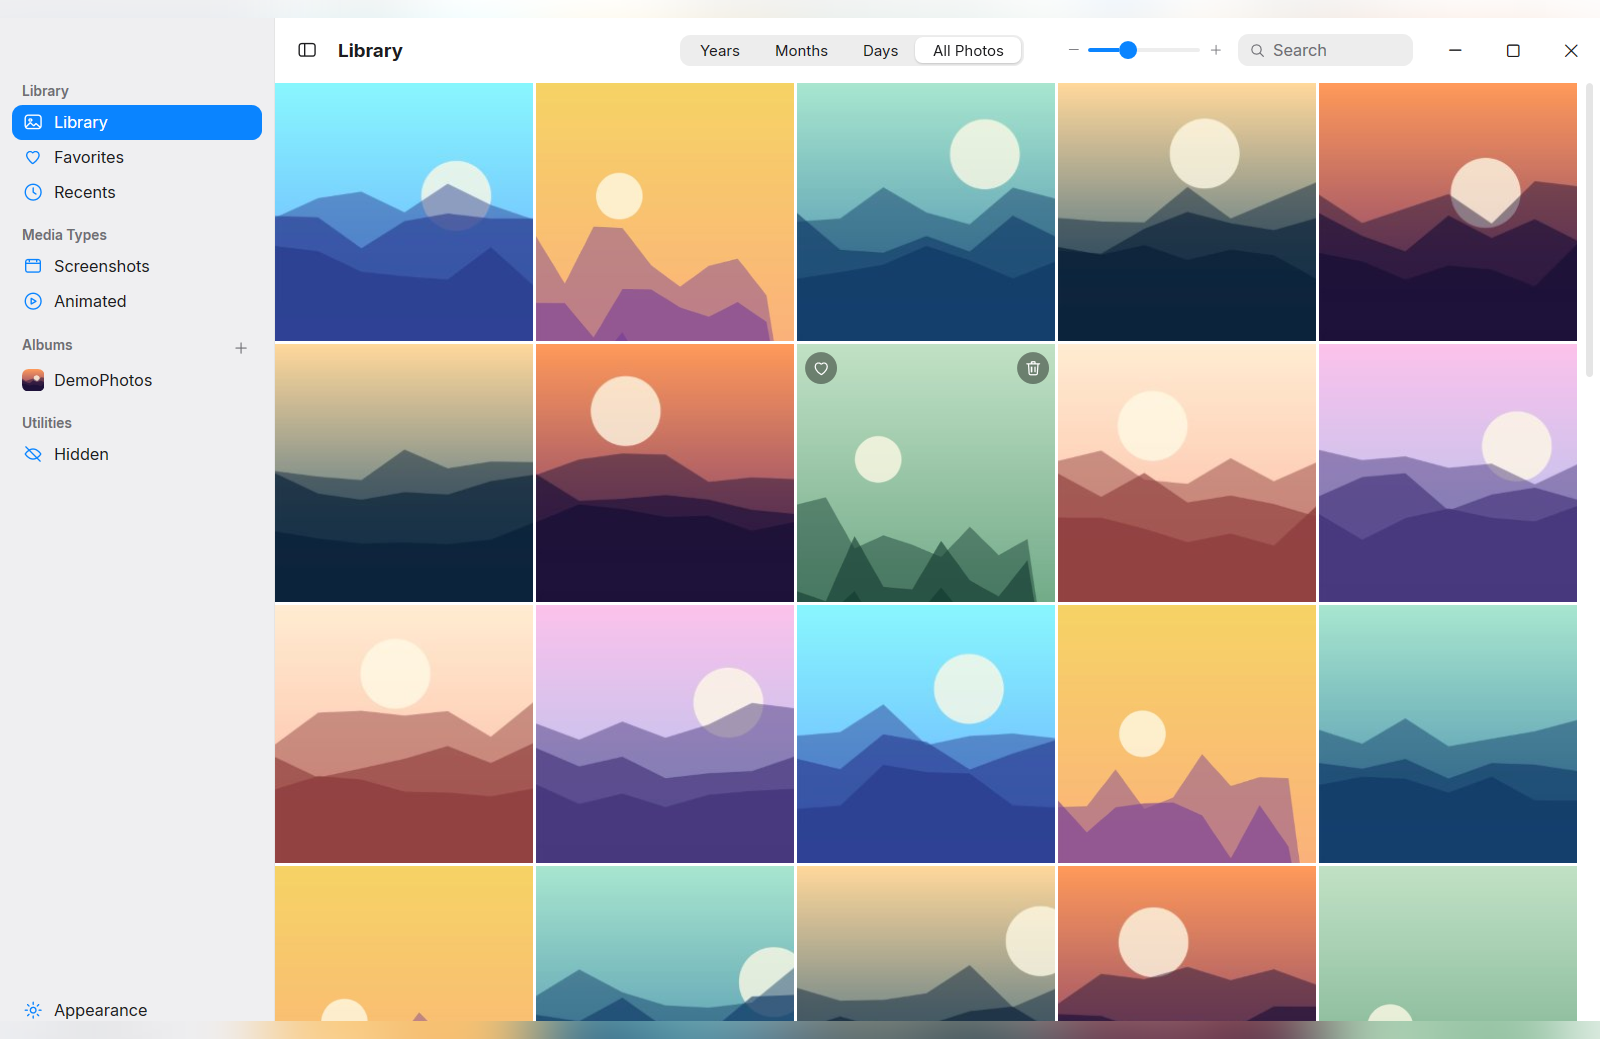 Library
Years
Months
Days
All Photos
Search
Library
Library
Favorites
Recents
Media Types
Screenshots
Animated
Albums
DemoPhotos
Utilities
Hidden
Appearance